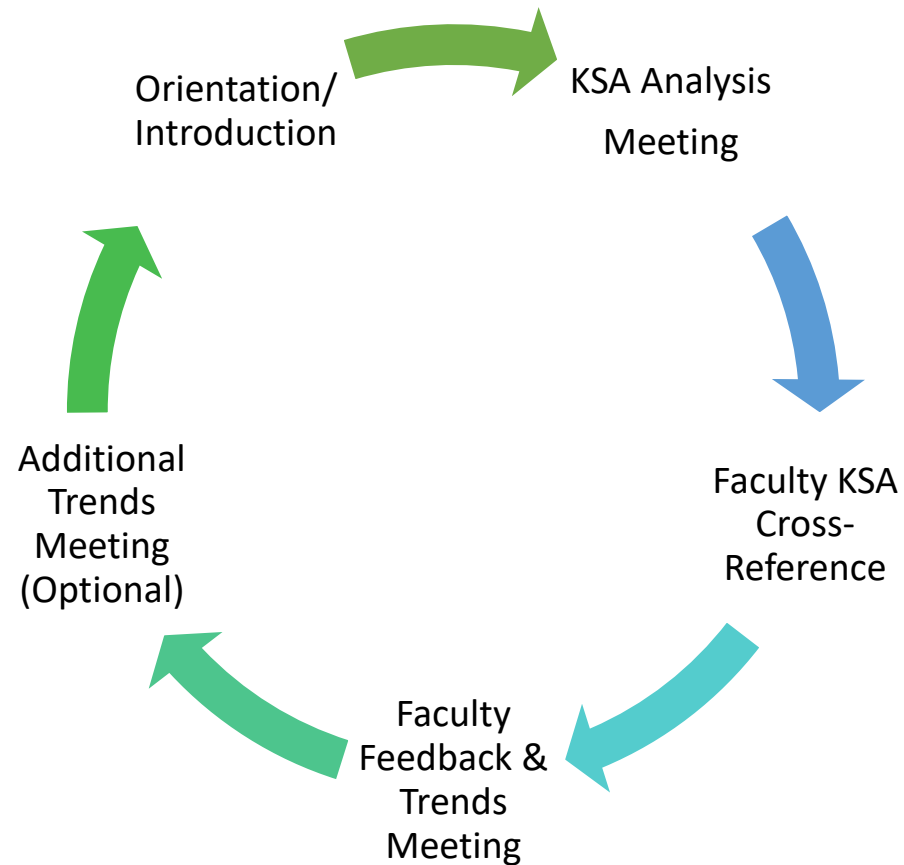 Orientation/
Introduction
KSA Analysis
Meeting
Faculty KSA
Cross-
Reference
Faculty
Feedback &
Trends
Meeting
Additional
Trends
Meeting
(Optional)